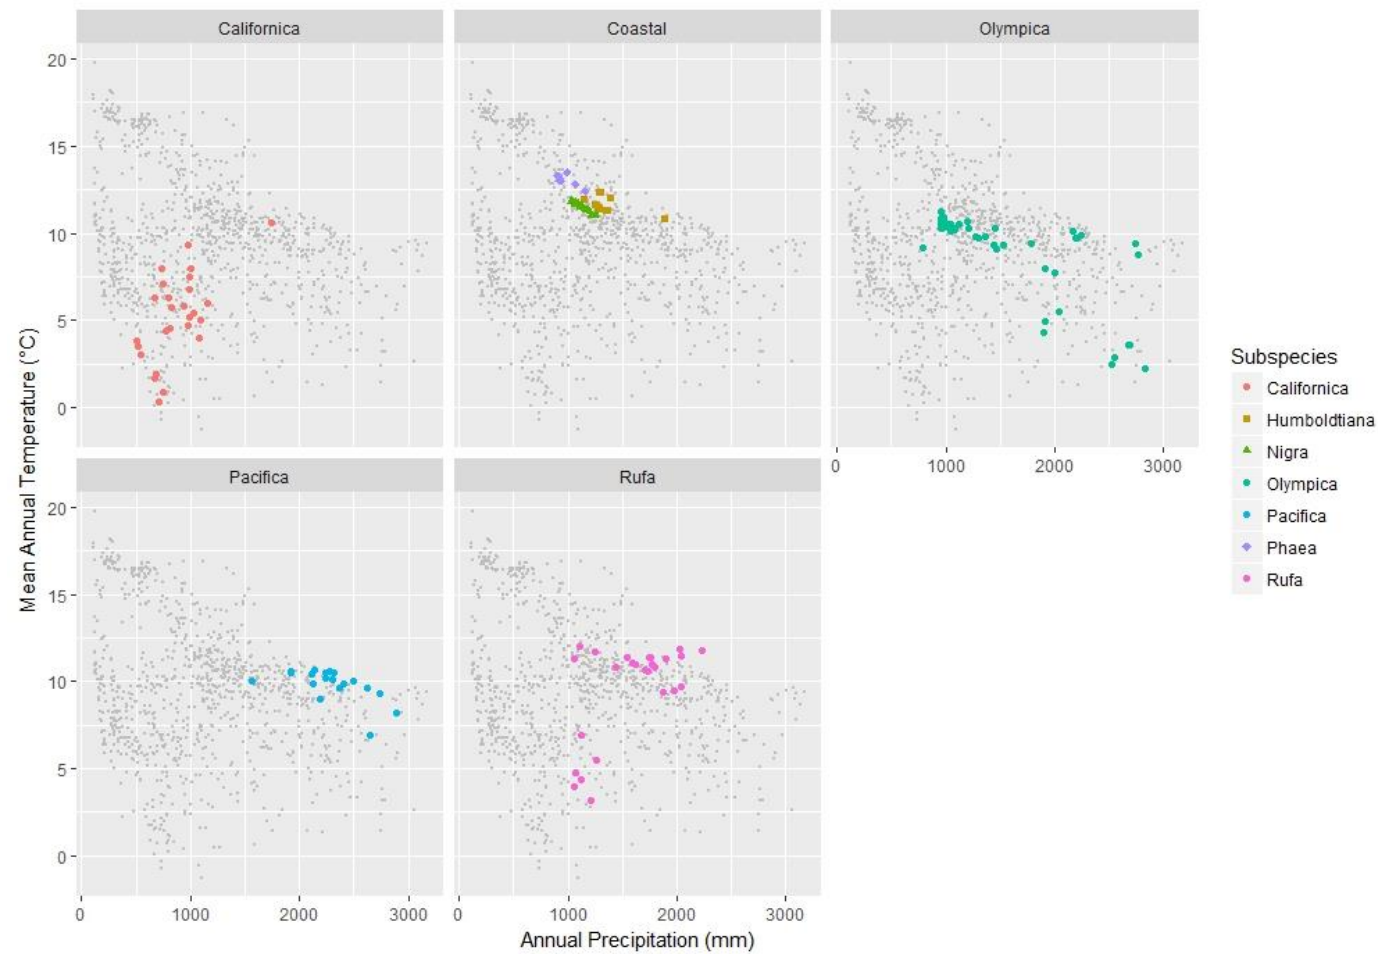 Californica
Coastal
Olympica
20
15
10
5
0
0
1000
2000
3000
Pacifica
Rufa
20
15
10
5
0
0
1000
2000
3000
0
1000
2000
3000
Mean Annual Temperature (°C)
Annual Precipitation (mm)
Subspecies
Californica
Humboldtiana
Nigra
Olympica
Pacifica
Phaea
Rufa